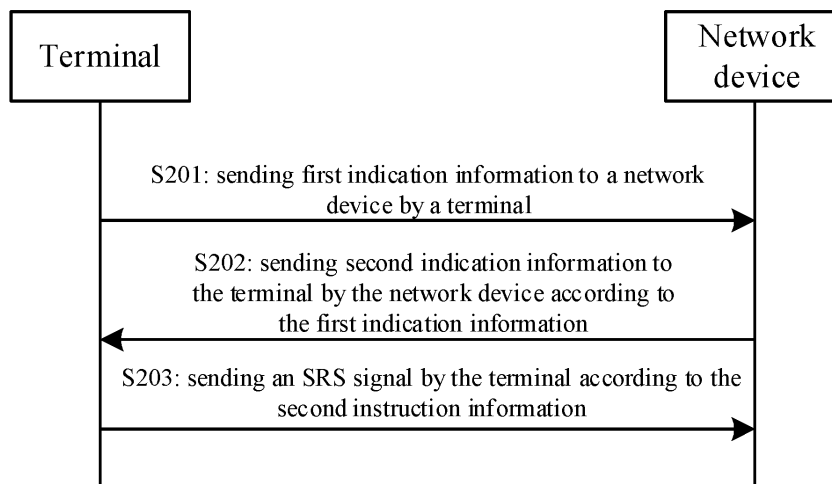 Terminal
Network
device
S201: sending first indication information to a network
device by a terminal
S202: sending second indication information to
the terminal by the network device according to
the first indication information
S203: sending an SRS signal by the terminal according to the
second instruction information